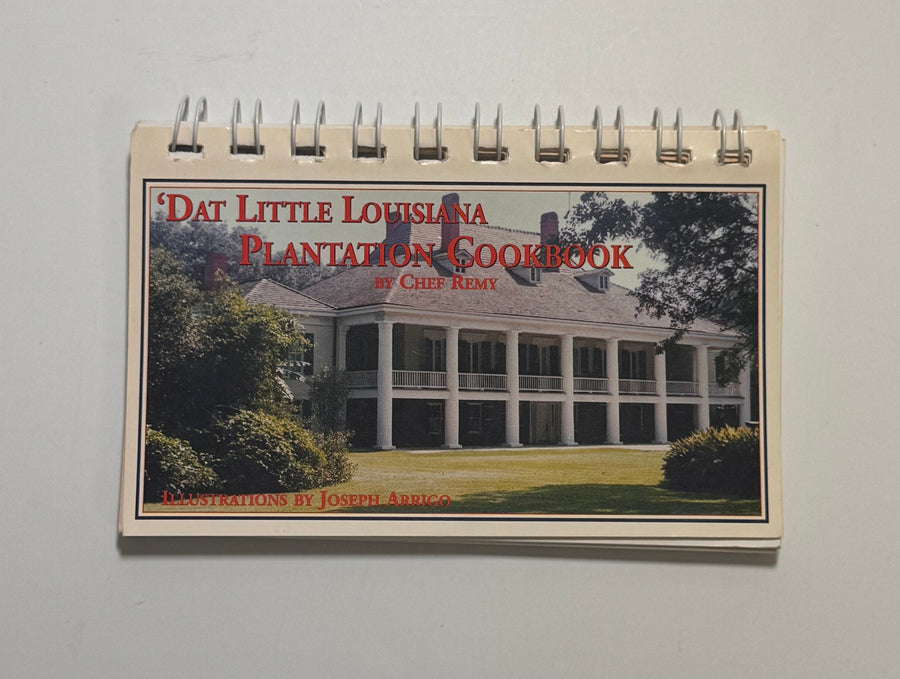 ‘Dat Little Louisiana
Plantation Cookbook
by Chef Remy
Illustrations by Joseph Arrigo